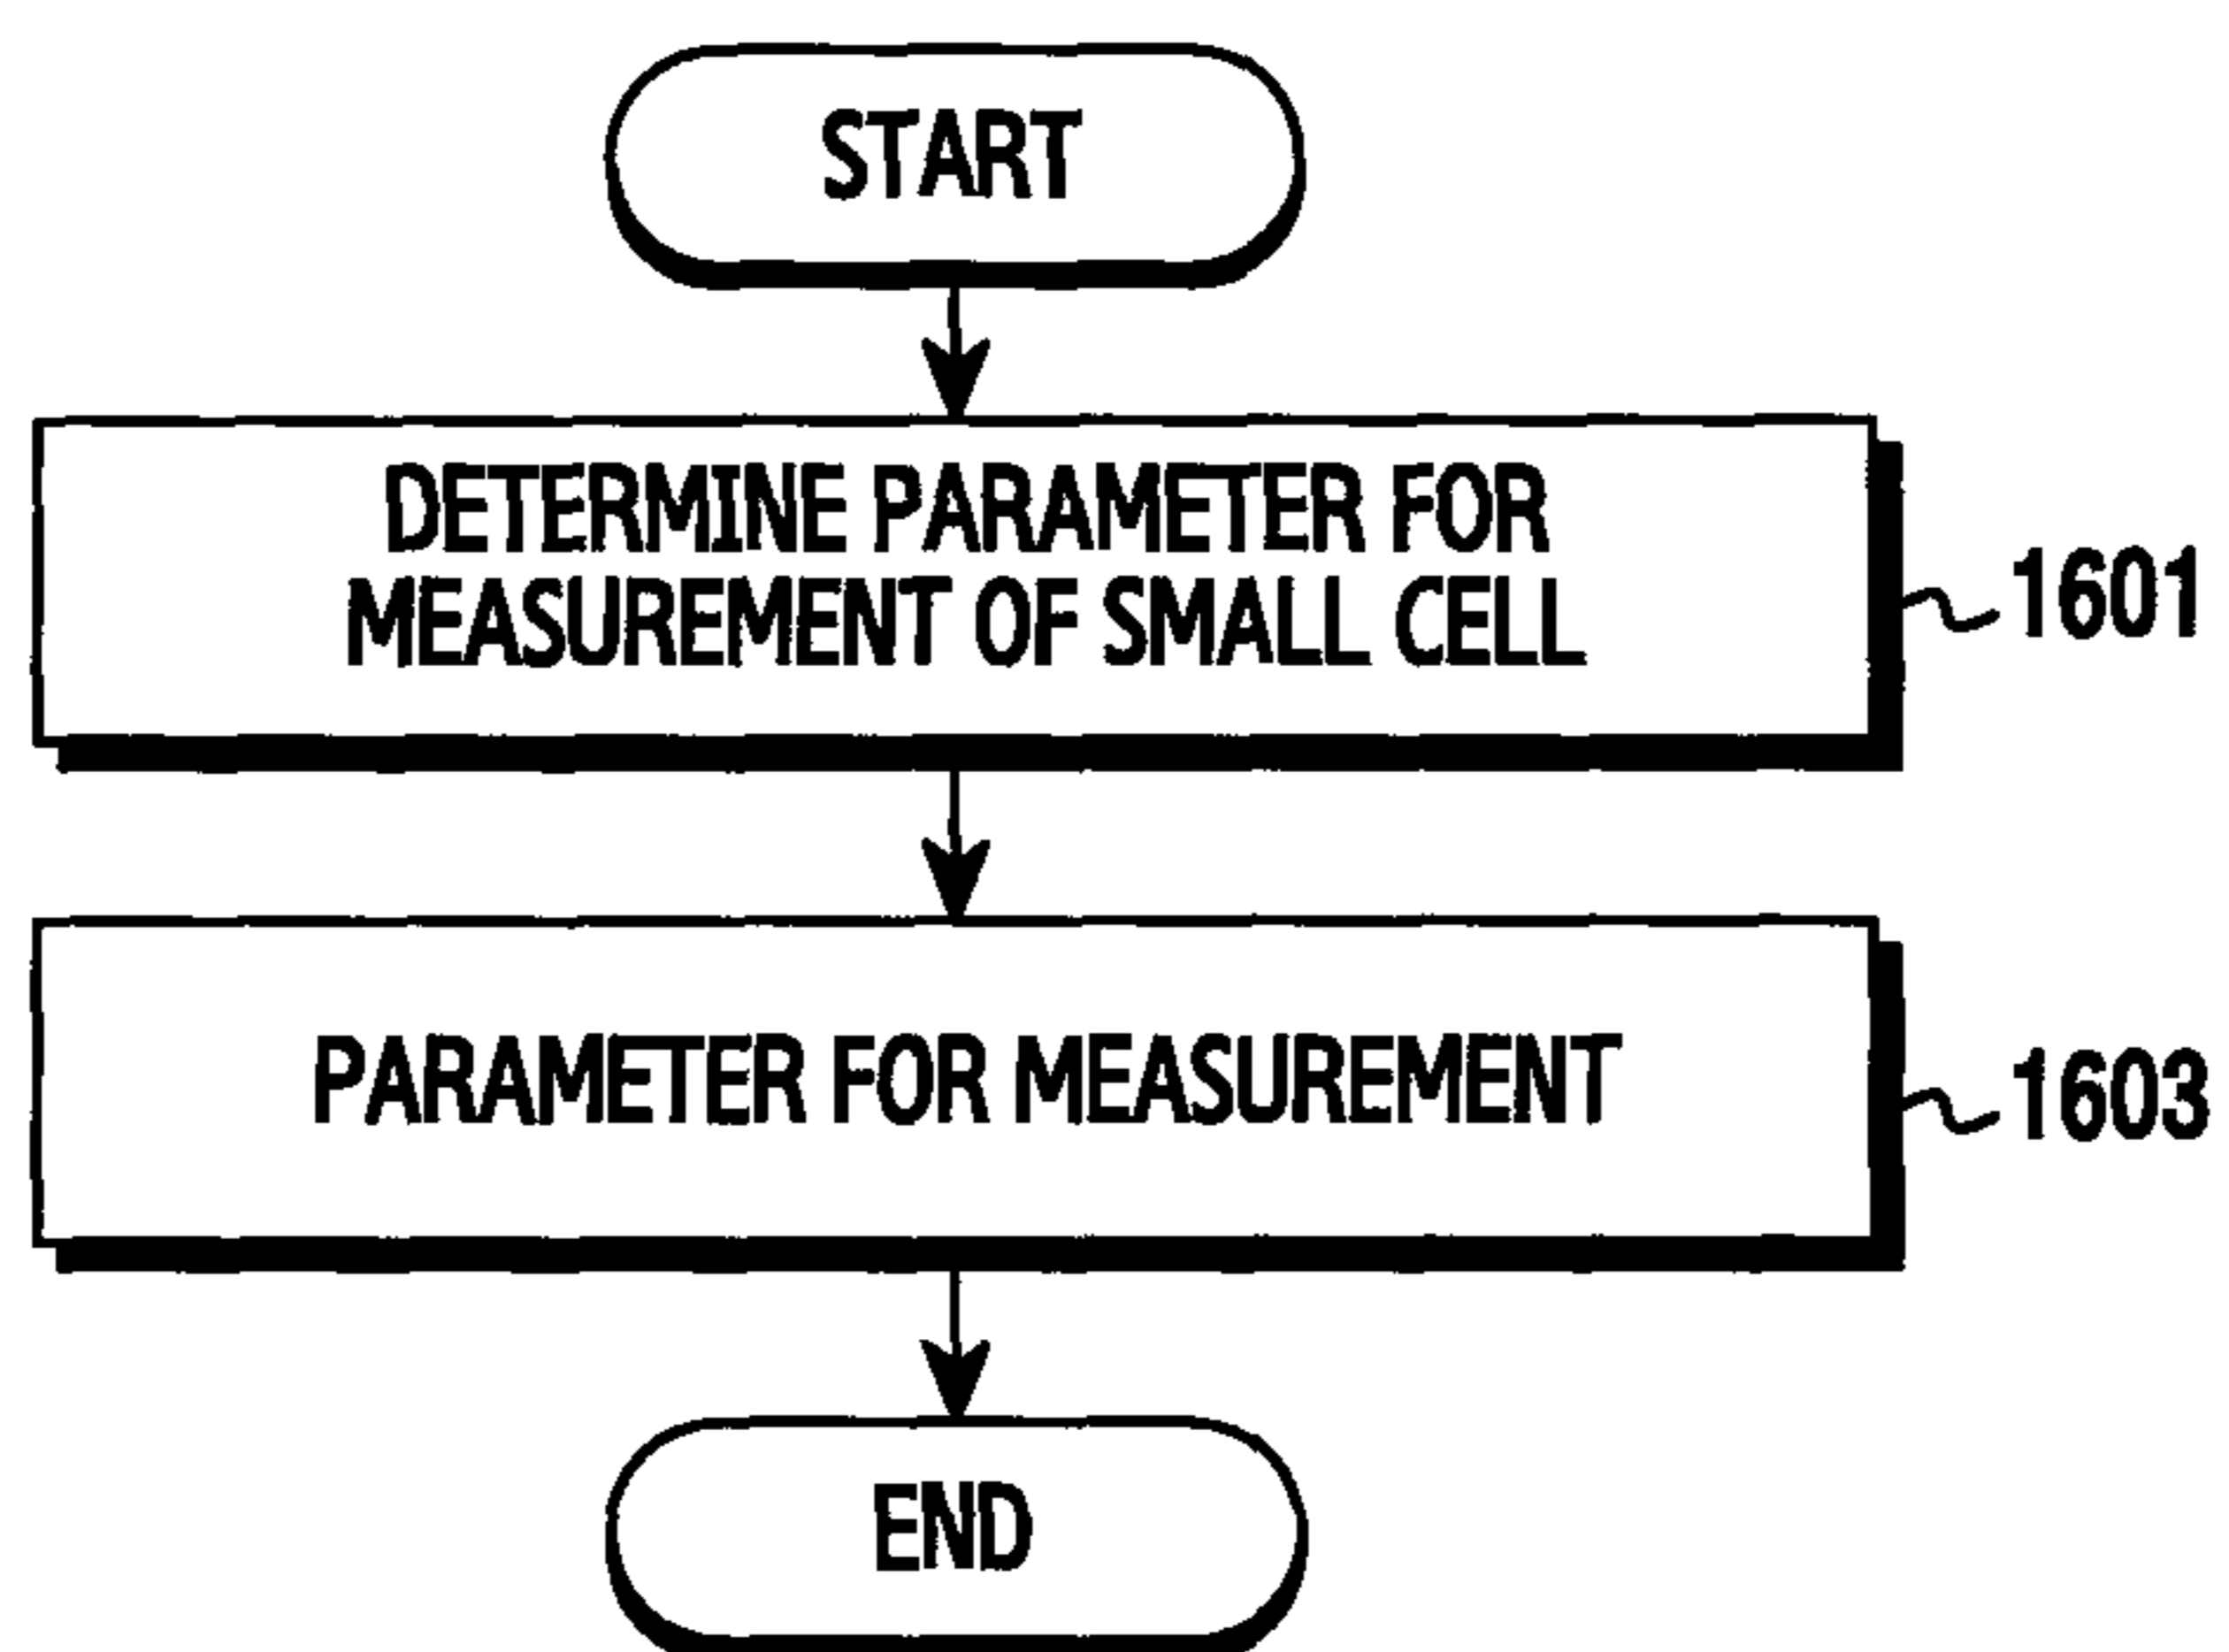 START
DETERMINE PARAMETER FOR
MEASUREMENT OF SMALL CELL
1601
PARAMETER FOR MEASUREMENT
1603
END